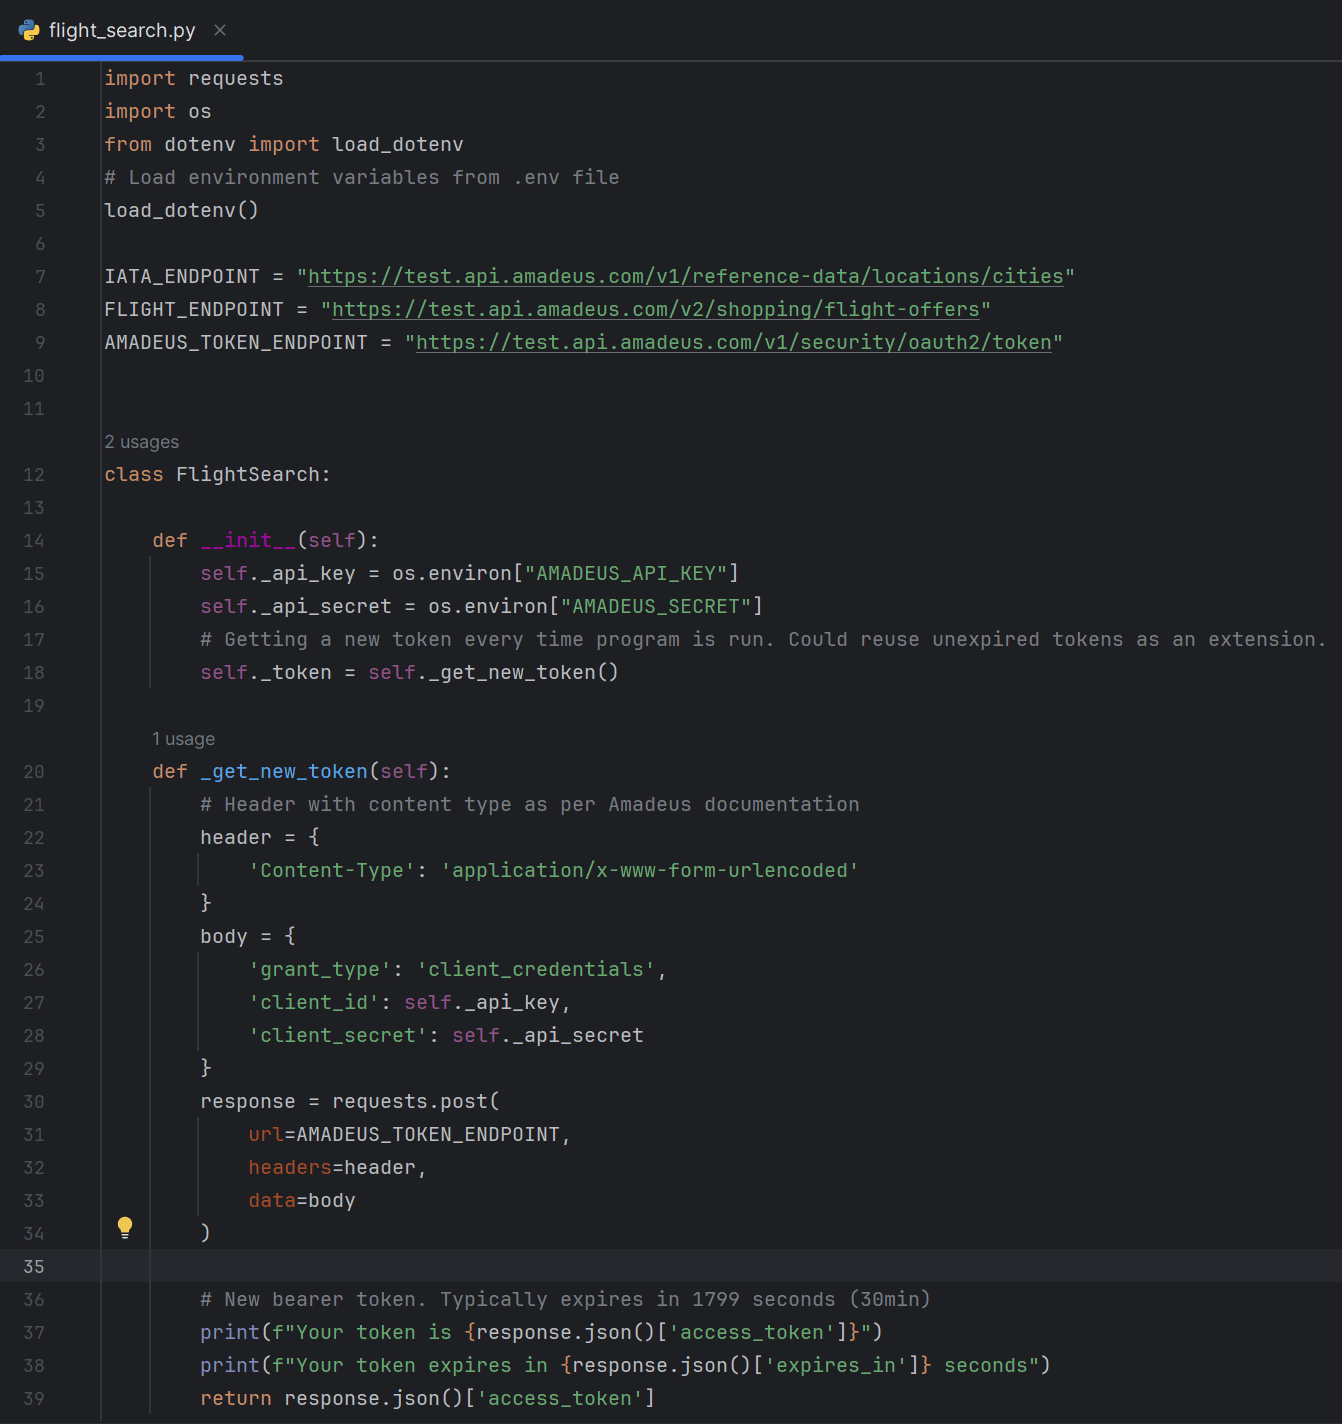 flight_search.py
1 import requests
2 import os
3 from dotenv import load_dotenv
4 # Load environment variables from .env file
5 load_dotenv()
6
7 IATA_ENDPOINT = "https://test.api.amadeus.com/v1/reference-data/locations/cities"
8 FLIGHT_ENDPOINT = "https://test.api.amadeus.com/v2/shopping/flight-offers"
9 AMADEUS_TOKEN_ENDPOINT = "https://test.api.amadeus.com/v1/security/oauth2/token"
10
11
2 usages
12 class FlightSearch:
13
14     def __init__(self):
15         self._api_key = os.environ["AMADEUS_API_KEY"]
16         self._api_secret = os.environ["AMADEUS_SECRET"]
17         # Getting a new token every time program is run. Could reuse unexpired tokens as an extension.
18         self._token = self._get_new_token()
19
1 usage
20     def _get_new_token(self):
21         # Header with content type as per Amadeus documentation
22         header = {
23             'Content-Type': 'application/x-www-form-urlencoded'
24         }
25         body = {
26             'grant_type': 'client_credentials',
27             'client_id': self._api_key,
28             'client_secret': self._api_secret
29         }
30         response = requests.post(
31             url=AMADEUS_TOKEN_ENDPOINT,
32             headers=header,
33             data=body
34         )
35
36         # New bearer token. Typically expires in 1799 seconds (30min)
37         print(f"Your token is {response.json()['access_token']}")
38         print(f"Your token expires in {response.json()['expires_in']} seconds")
39         return response.json()['access_token']